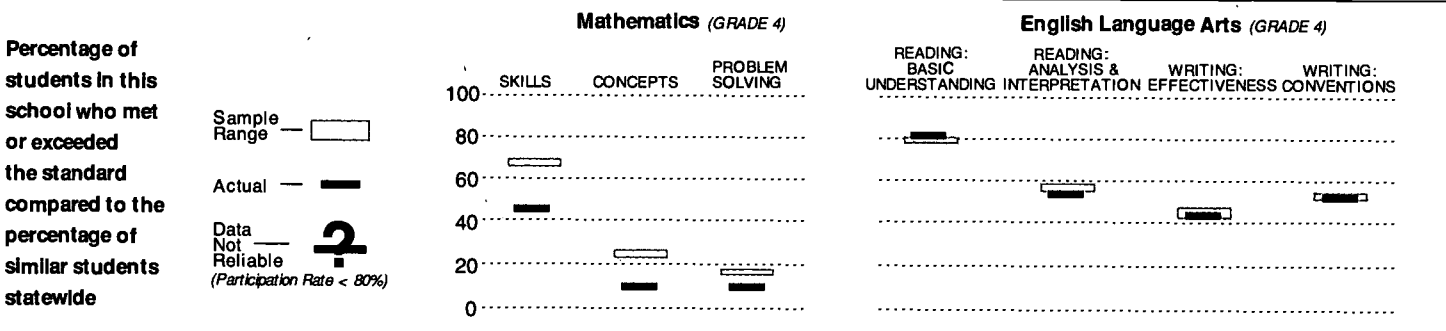 Mathematics (GRADE 4)
English Language Arts (GRADE 4)
Percentage of
students in this
school who met
or exceeded
the standard
compared to the
percentage of
similar students
statewide
Sample
Range
Actual
Data
Not
Reliable
?
(Participation Rate < 80%)
SKILLS
CONCEPTS
PROBLEM
SOLVING
READING:
BASIC
UNDERSTANDING
READING:
ANALYSIS &
INTERPRETATION
WRITING:
EFFECTIVENESS
WRITING:
CONVENTIONS
100
80
60
40
20
0